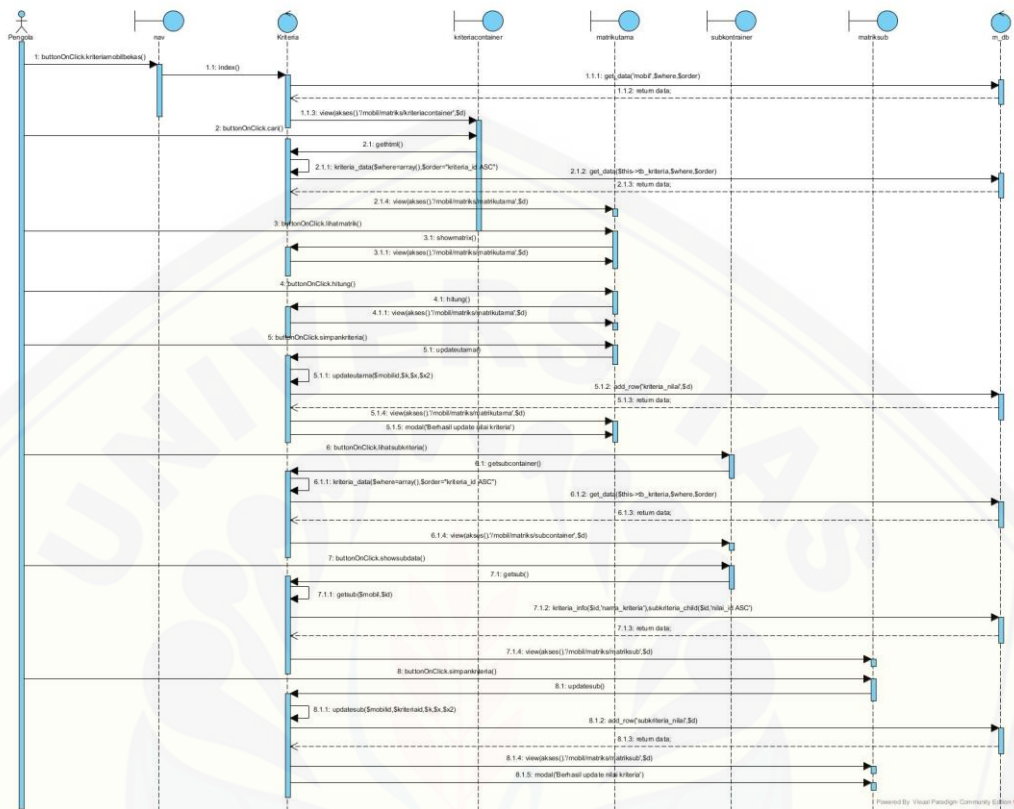 Pengola
nav
Kriteria
kriteriacontainer
matrikutama
subkontrainer
matriksub
m_db
1: buttonOnClick.kriteriamobilbekas()
1.1: index()
1.1.1: get_data('mobil',$where,$order)
1.1.2: return data;
1.1.3: view(akses().'/mobil/matriks/kriteriacontainer',$d)
2: buttonOnClick.cari()
2.1: gethtml()
2.1.1: kriteria_data($where=array(),$order="kriteria_id ASC")
2.1.2: get_data($this->tb_kriteria,$where,$order)
2.1.3: return data;
2.1.4: view(akses().'/mobil/matriks/matrikutama',$d)
3: buttonOnClick.lihatmatrik()
3.1: showmatrix()
3.1.1: view(akses().'/mobil/matriks/matrikutama',$d)
4: buttonOnClick.hitung()
4.1: hitung()
4.1.1: view(akses().'/mobil/matriks/matrikutama',$d)
5: buttonOnClick.simpankriteria()
5.1: updateutama()
5.1.1: updateutama($mobilid,$k,$x,$x2)
5.1.2: add_row('kriteria_nilai',$d)
5.1.3: return data;
5.1.4: view(akses().'/mobil/matriks/matrikutama',$d)
5.1.5: modal('Berhasil update nilai kriteria')
6: buttonOnClick.lihatsubkriteria()
6.1: getsubcontainer()
6.1.1: kriteria_data($where=array(),$order="kriteria_id ASC")
6.1.2: get_data($this->tb_kriteria,$where,$order)
6.1.3: return data;
6.1.4: view(akses().'/mobil/matriks/subcontainer',$d)
7: buttonOnClick.showsubdata()
7.1: getsub()
7.1.1: getsub($mobil,$id)
7.1.2: kriteria_info($id,'nama_kriteria'),subkriteria_child($id,'nilai_id ASC')
7.1.3: return data;
7.1.4: view(akses().'/mobil/matriks/matriksub',$d)
8: buttonOnClick.simpankriteria()
8.1: updatesub()
8.1.1: updatesub($mobilid,$kriteriaid,$k,$x,$x2)
8.1.2: add_row('subkriteria_nilai',$d)
8.1.3: return data;
8.1.4: view(akses().'/mobil/matriks/matriksub',$d)
8.1.5: modal('Berhasil update nilai kriteria')
UNIVERSITAS
Powered By Visual Paradigm Community Edition